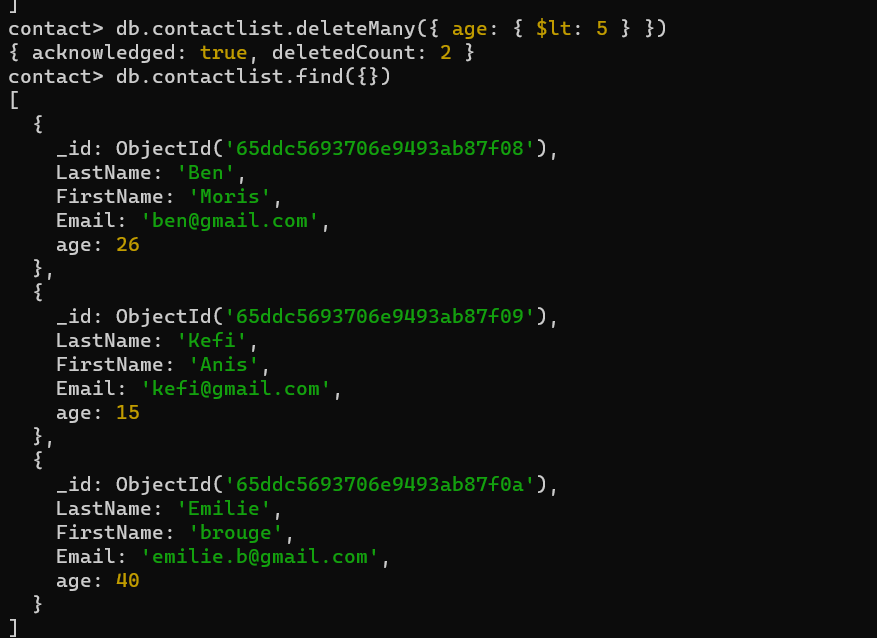 ]
contact> db.contactlist.deleteMany({ age: { $lt: 5 } })
{ acknowledged: true, deletedCount: 2 }
contact> db.contactlist.find({})
[
  {
    _id: ObjectId('65ddc5693706e9493ab87f08'),
    LastName: 'Ben',
    FirstName: 'Moris',
    Email: 'ben@gmail.com',
    age: 26
  },
  {
    _id: ObjectId('65ddc5693706e9493ab87f09'),
    LastName: 'Kefi',
    FirstName: 'Anis',
    Email: 'kefi@gmail.com',
    age: 15
  },
  {
    _id: ObjectId('65ddc5693706e9493ab87f0a'),
    LastName: 'Emilie',
    FirstName: 'brouge',
    Email: 'emilie.b@gmail.com',
    age: 40
  }
]